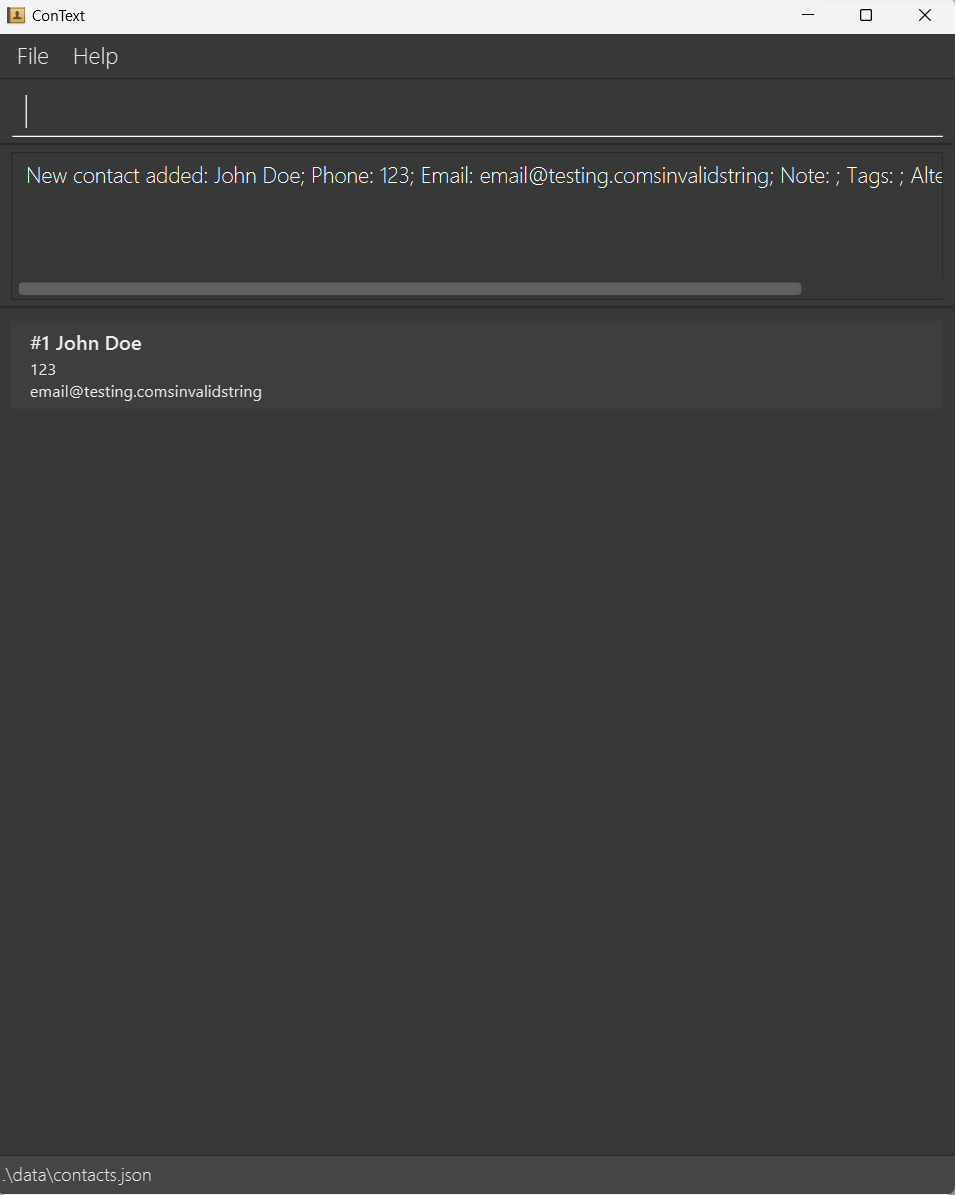 ConText
File Help
New contact added: John Doe; Phone: 123; Email: email@testing.comsinvalidstring; Note: ; Tags: ; Alte
#1 John Doe
123
email@testing.comsinvalidstring
.\data\contacts.json